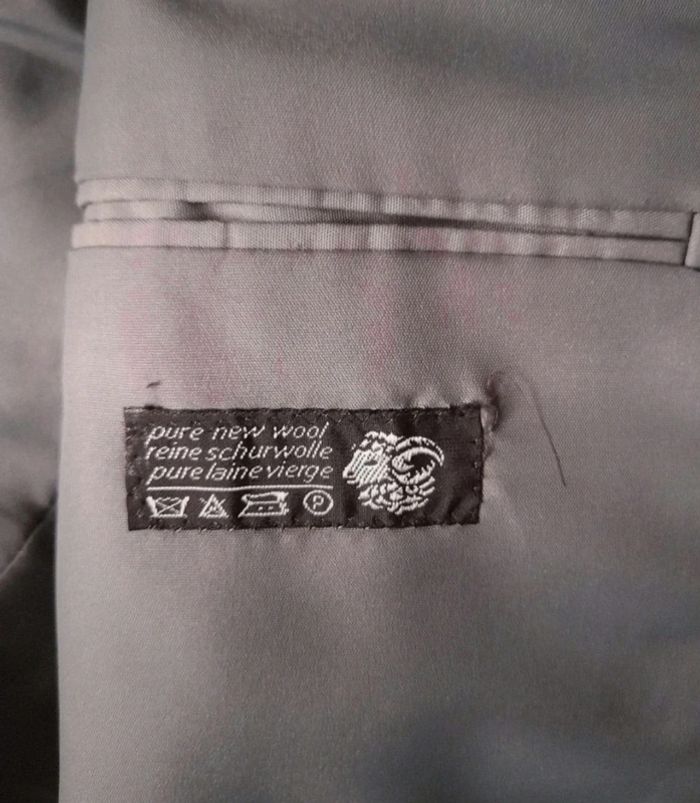 pure new wool
reine schurwolle
pure laine vierge
P